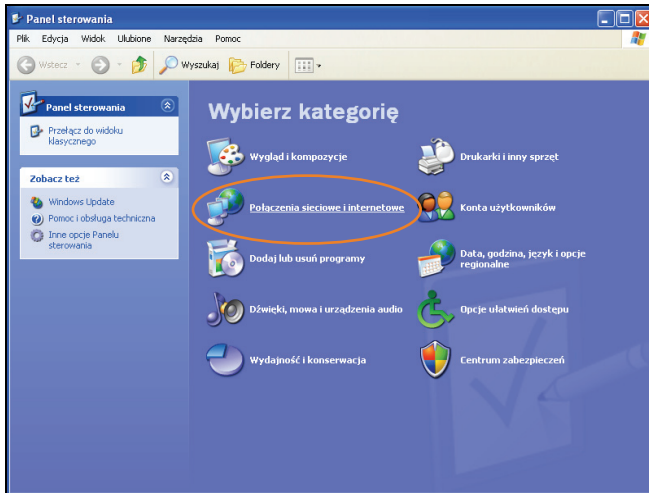 Panel sterowania
Plik Edycja Widok Ulubione Narzędzia Pomoc
Wstecz Wyszukaj Foldery
Panel sterowania
Przełącz do widoku
klasycznego
Zobacz też
Windows Update
Pomoc i obsługa techniczna
Inne opcje Panelu
sterowania
Wybierz kategorię
Wygląd i kompozycje
Drukarki i inny sprzęt
Połączenia sieciowe i internetowe
Konta użytkowników
Dodaj lub usuń programy
Data, godzina, język i opcje
regionalne
Dźwięki, mowa i urządzenia audio
Opcje ułatwień dostępu
Wydajność i konserwacja
Centrum zabezpieczeń